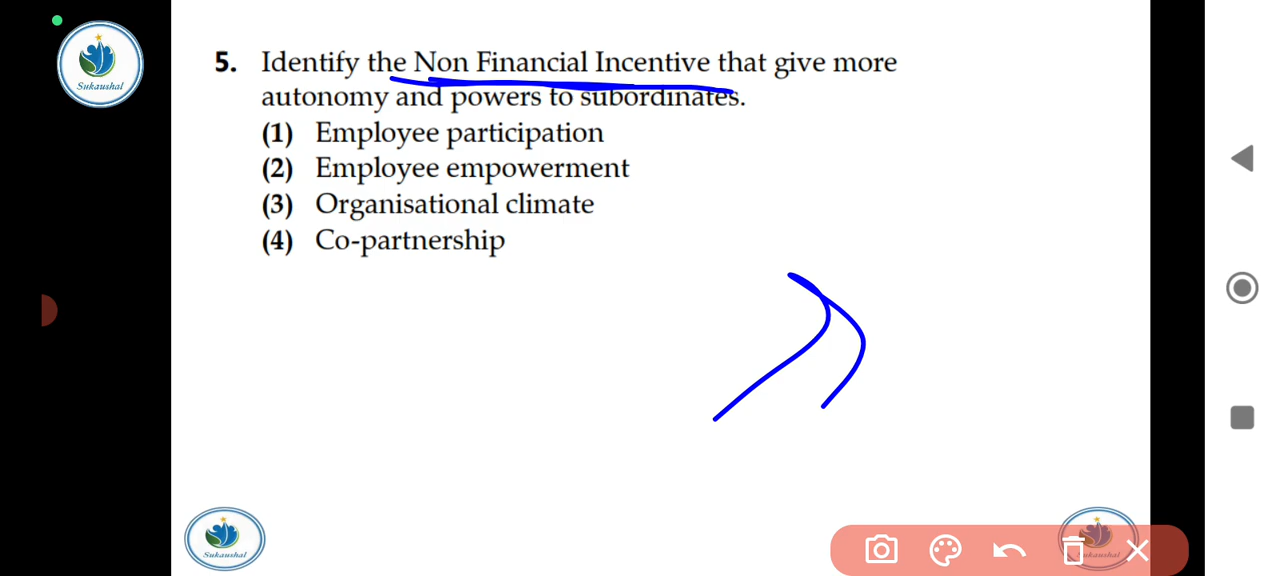 Sukaushal
5. Identify the Non Financial Incentive that give more
autonomy and powers to subordinates.
(1) Employee participation
(2) Employee empowerment
(3) Organisational climate
(4) Co-partnership
Sukaushal
Sukaushal